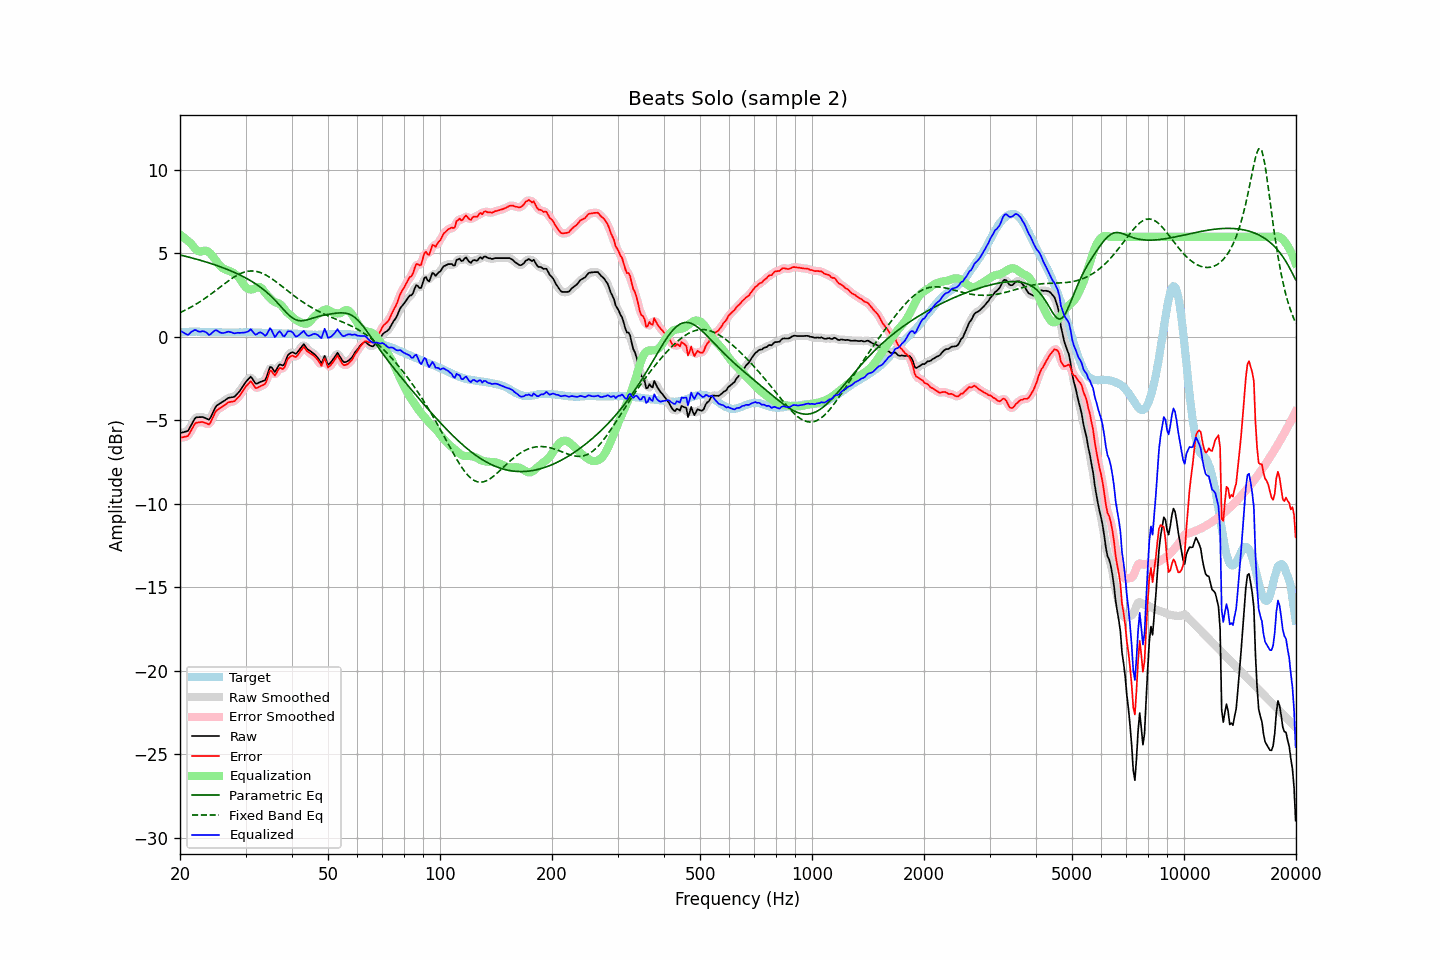 Beats Solo (sample 2)
Amplitude (dBr)
10
5
0
−5
−10
−15
−20
−25
−30
Target
Raw Smoothed
Error Smoothed
Raw
Error
Equalization
Parametric Eq
Fixed Band Eq
Equalized
20 50 100 200 500 1000 2000 5000 10000 20000
Frequency (Hz)